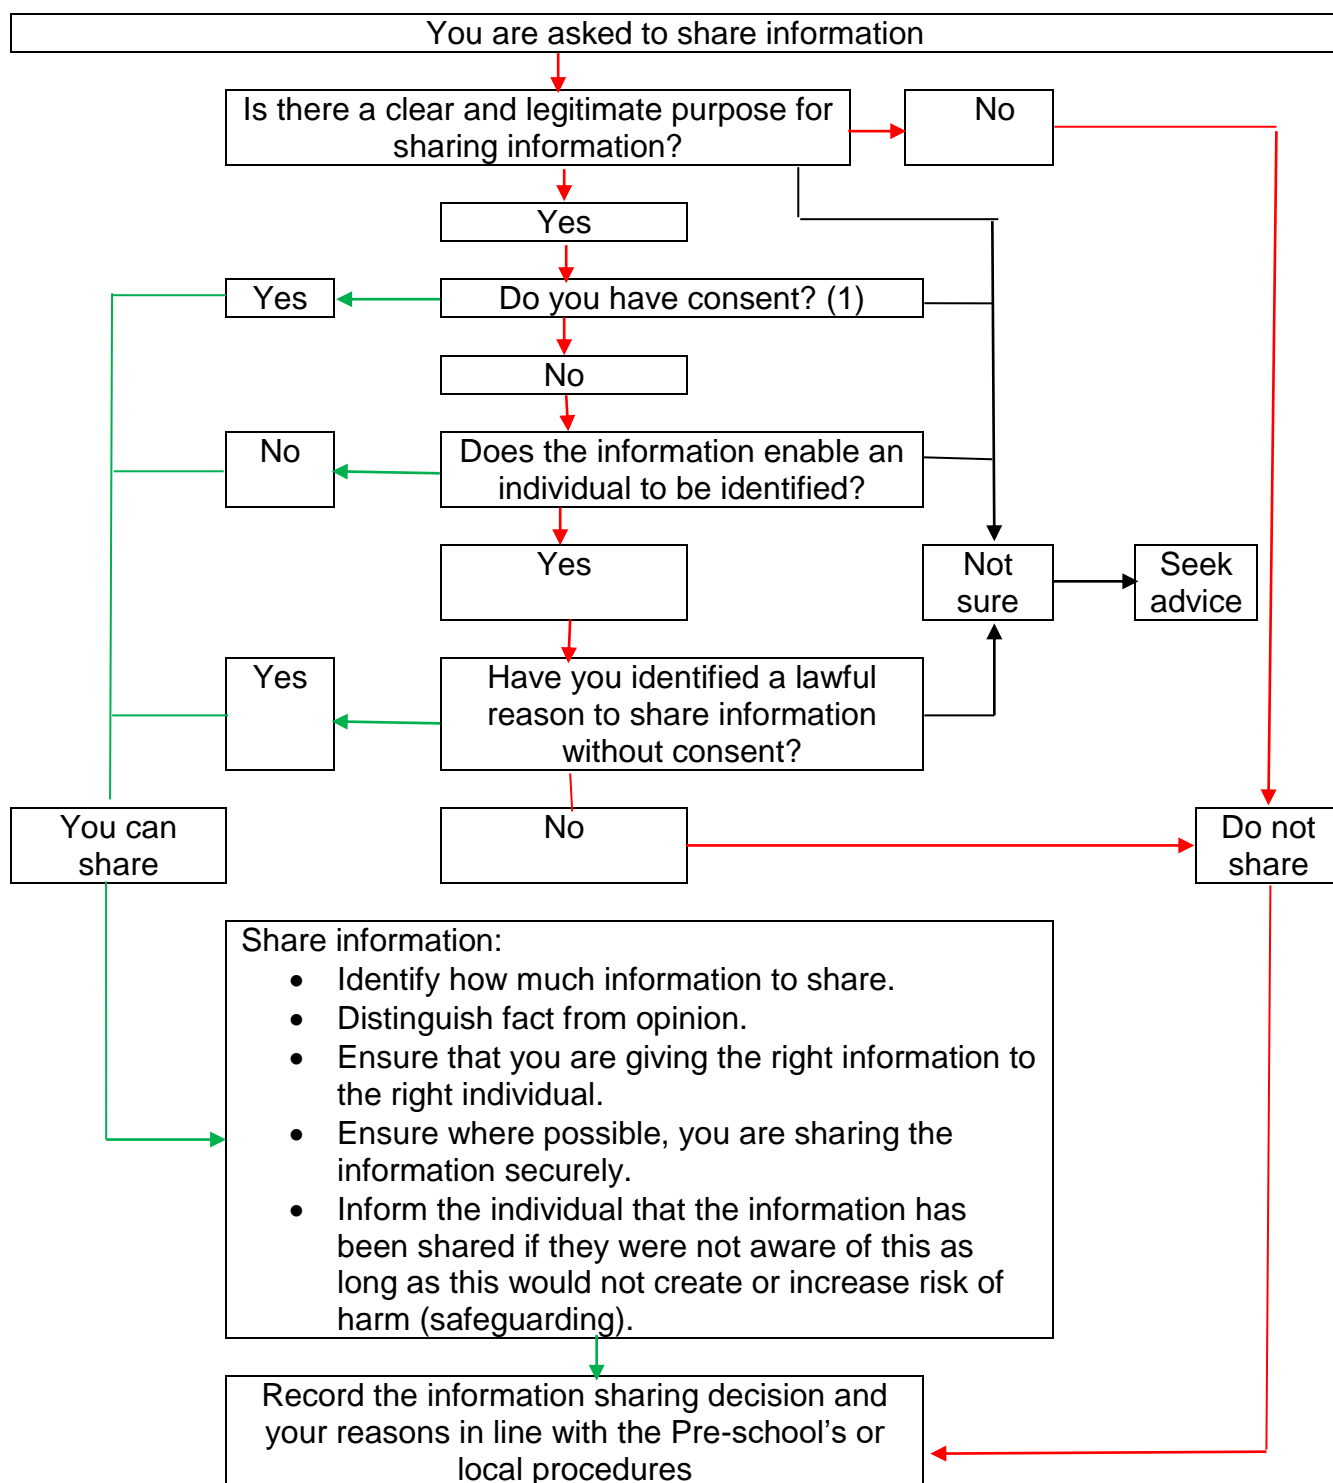 You are asked to share information
Is there a clear and legitimate purpose for
sharing information?
No
Yes
Yes
Do you have consent? (1)
No
No
Does the information enable an
individual to be identified?
Yes
Not
sure
Seek
advice
Yes
Have you identified a lawful
reason to share information
without consent?
You can
share
No
Do not
share
Share information:
• Identify how much information to share.
• Distinguish fact from opinion.
• Ensure that you are giving the right information to
the right individual.
• Ensure where possible, you are sharing the
information securely.
• Inform the individual that the information has
been shared if they were not aware of this as
long as this would not create or increase risk of
harm (safeguarding).
Record the information sharing decision and
your reasons in line with the Pre-school’s or
local procedures